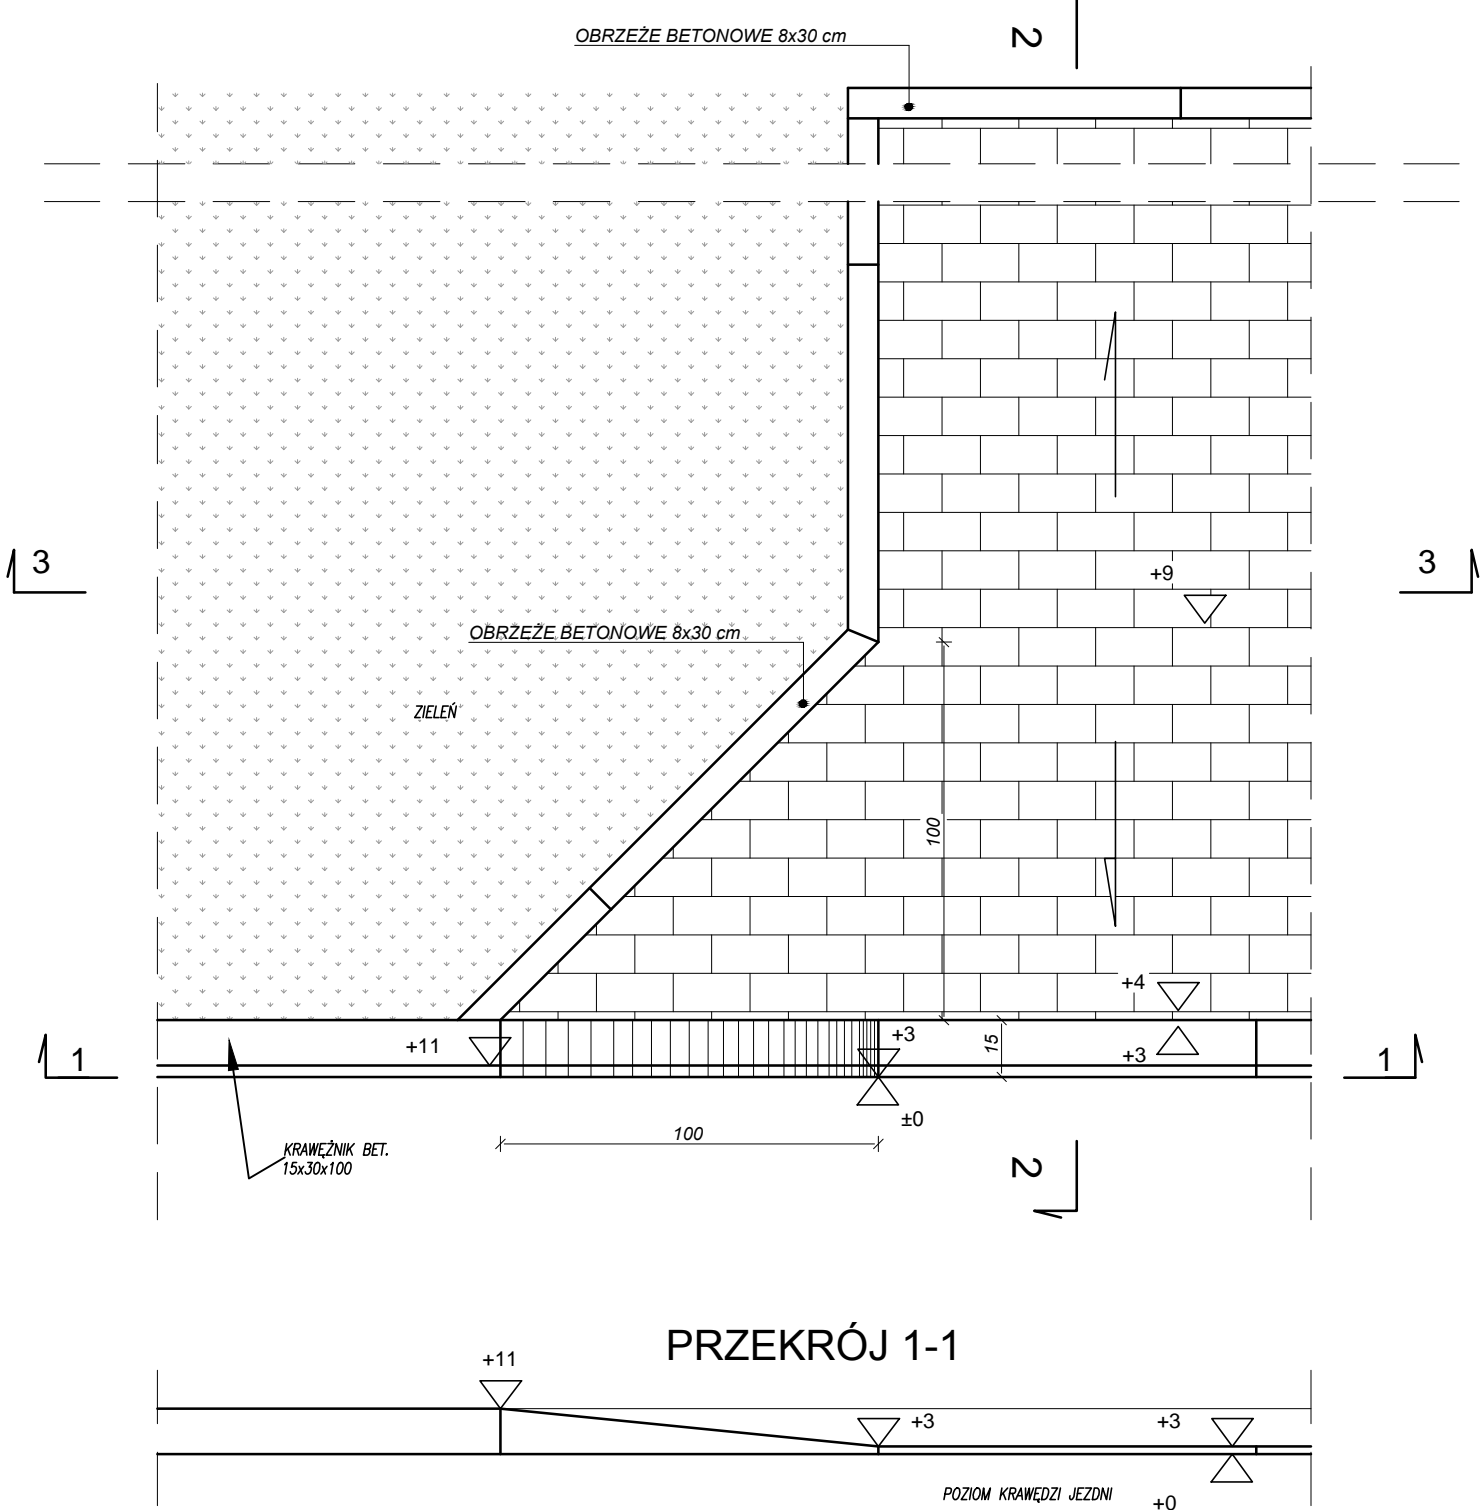 OBRZEŻE BETONOWE 8x30 cm
2
3
3
+9
OBRZEŻE BETONOWE 8x30 cm
ZIELEŃ
100
+4
+11
+3
15
+3
1
1
±0
100
KRAWĘŻNIK BET.
15x30x100
2
PRZEKRÓJ 1-1
+11
+3
+3
POZIOM KRAWĘDZI JEZDNI
+0